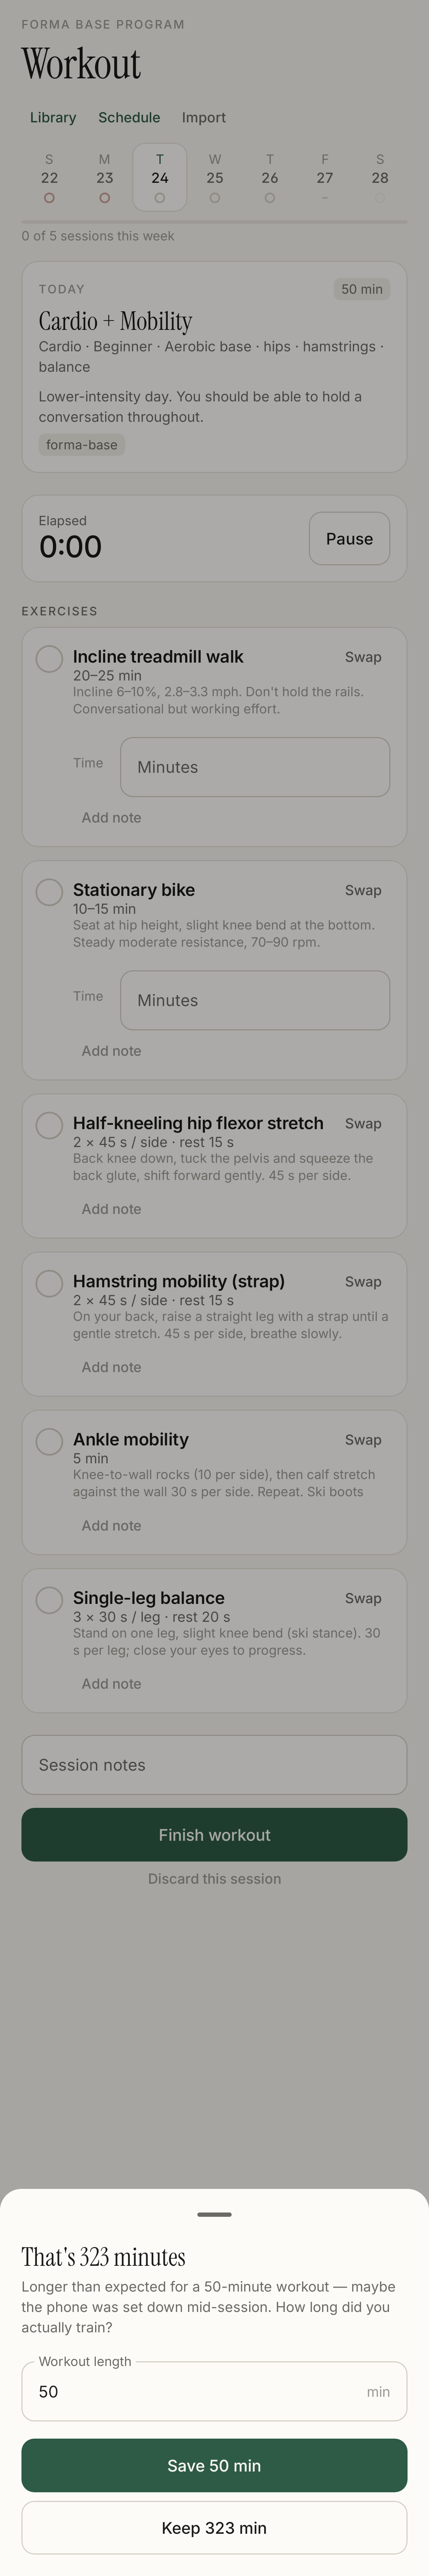 FORMA BASE PROGRAM
Workout
Library Schedule Import
S M T W T F S
22 23 24 25 26 27 28
–
0 of 5 sessions this week
TODAY 50 min
Cardio + Mobility
Cardio · Beginner · Aerobic base · hips · hamstrings ·
balance
Lower-intensity day. You should be able to hold a
conversation throughout.
forma-base
Elapsed
0:00
Pause
EXERCISES
Incline treadmill walk Swap
20–25 min
Incline 6–10%, 2.8–3.3 mph. Don't hold the rails.
Conversational but working effort.
Time Minutes
Add note
Stationary bike Swap
10–15 min
Seat at hip height, slight knee bend at the bottom.
Steady moderate resistance, 70–90 rpm.
Time Minutes
Add note
Half-kneeling hip flexor stretch Swap
2 × 45 s / side · rest 15 s
Back knee down, tuck the pelvis and squeeze the
back glute, shift forward gently. 45 s per side.
Add note
Hamstring mobility (strap) Swap
2 × 45 s / side · rest 15 s
On your back, raise a straight leg with a strap until a
gentle stretch. 45 s per side, breathe slowly.
Add note
Ankle mobility Swap
5 min
Knee-to-wall rocks (10 per side), then calf stretch
against the wall 30 s per side. Repeat. Ski boots
Add note
Single-leg balance Swap
3 × 30 s / leg · rest 20 s
Stand on one leg, slight knee bend (ski stance). 30
s per leg; close your eyes to progress.
Add note
Session notes
Finish workout
Discard this session
That's 323 minutes
Longer than expected for a 50-minute workout — maybe
the phone was set down mid-session. How long did you
actually train?
Workout length
50 min
Save 50 min
Keep 323 min